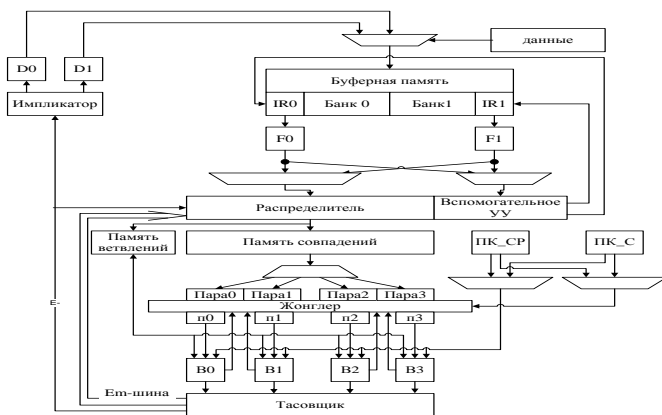 данные
D0 D1
Буферная память
Импликатор
IR0 Банк 0 Банк1 IR1
F0 F1
Распределитель
Вспомогательное
УУ
Память
ветвлений
Память совпадений
ПК_СР ПК_С
Пара0 Пара1 Пара2 Пара3
E-
Жонглер
п0 п1 п2 п3
B0 B1 B2 B3
Em-шина
Тасовщик